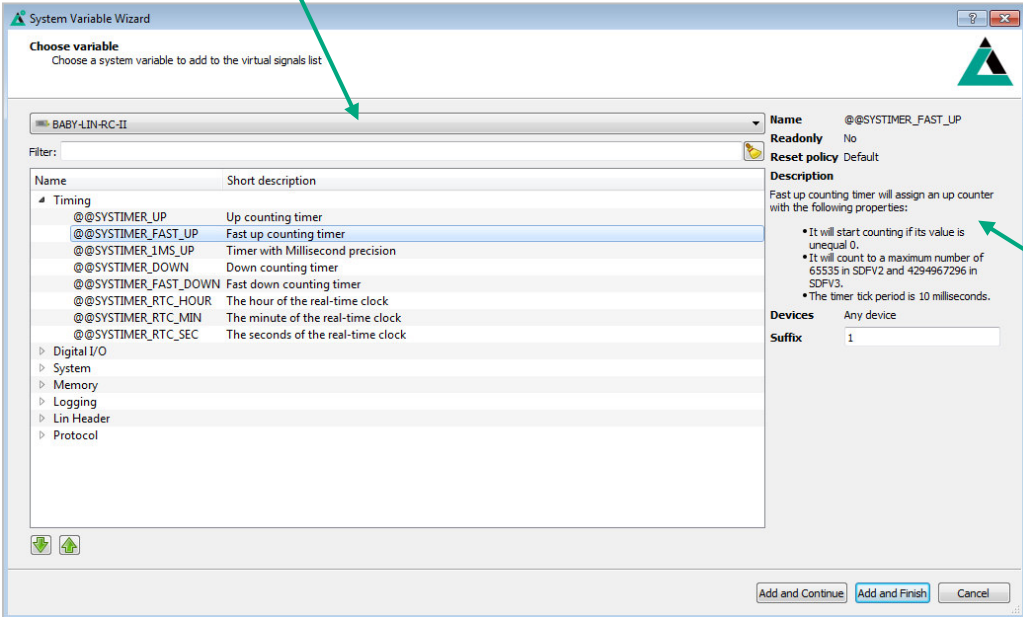 System Variable Wizard
Choose variable
Choose a system variable to add to the virtual signals list
BABY-LIN-RC-II
Filter:
Name Short description
Timing
@@SYSTIMER_UP Up counting timer
@@SYSTIMER_FAST_UP Fast up counting timer
@@SYSTIMER_1MS_UP Timer with Millisecond precision
@@SYSTIMER_DOWN Down counting timer
@@SYSTIMER_FAST_DOWN Fast down counting timer
@@SYSTIMER_RTC_HOUR The hour of the real-time clock
@@SYSTIMER_RTC_MIN The minute of the real-time clock
@@SYSTIMER_RTC_SEC The seconds of the real-time clock
Digital I/O
System
Memory
Logging
Lin Header
Protocol
Name @@SYSTIMER_FAST_UP
Readonly No
Reset policy Default
Description
Fast up counting timer will assign an up counter
with the following properties:
• It will start counting if its value is
unequal 0.
• It will count to a maximum number of
65535 in SDFV2 and 4294967296 in
SDFV3.
• The timer tick period is 10 milliseconds.
Devices Any device
Suffix 1
Add and Continue Add and Finish Cancel